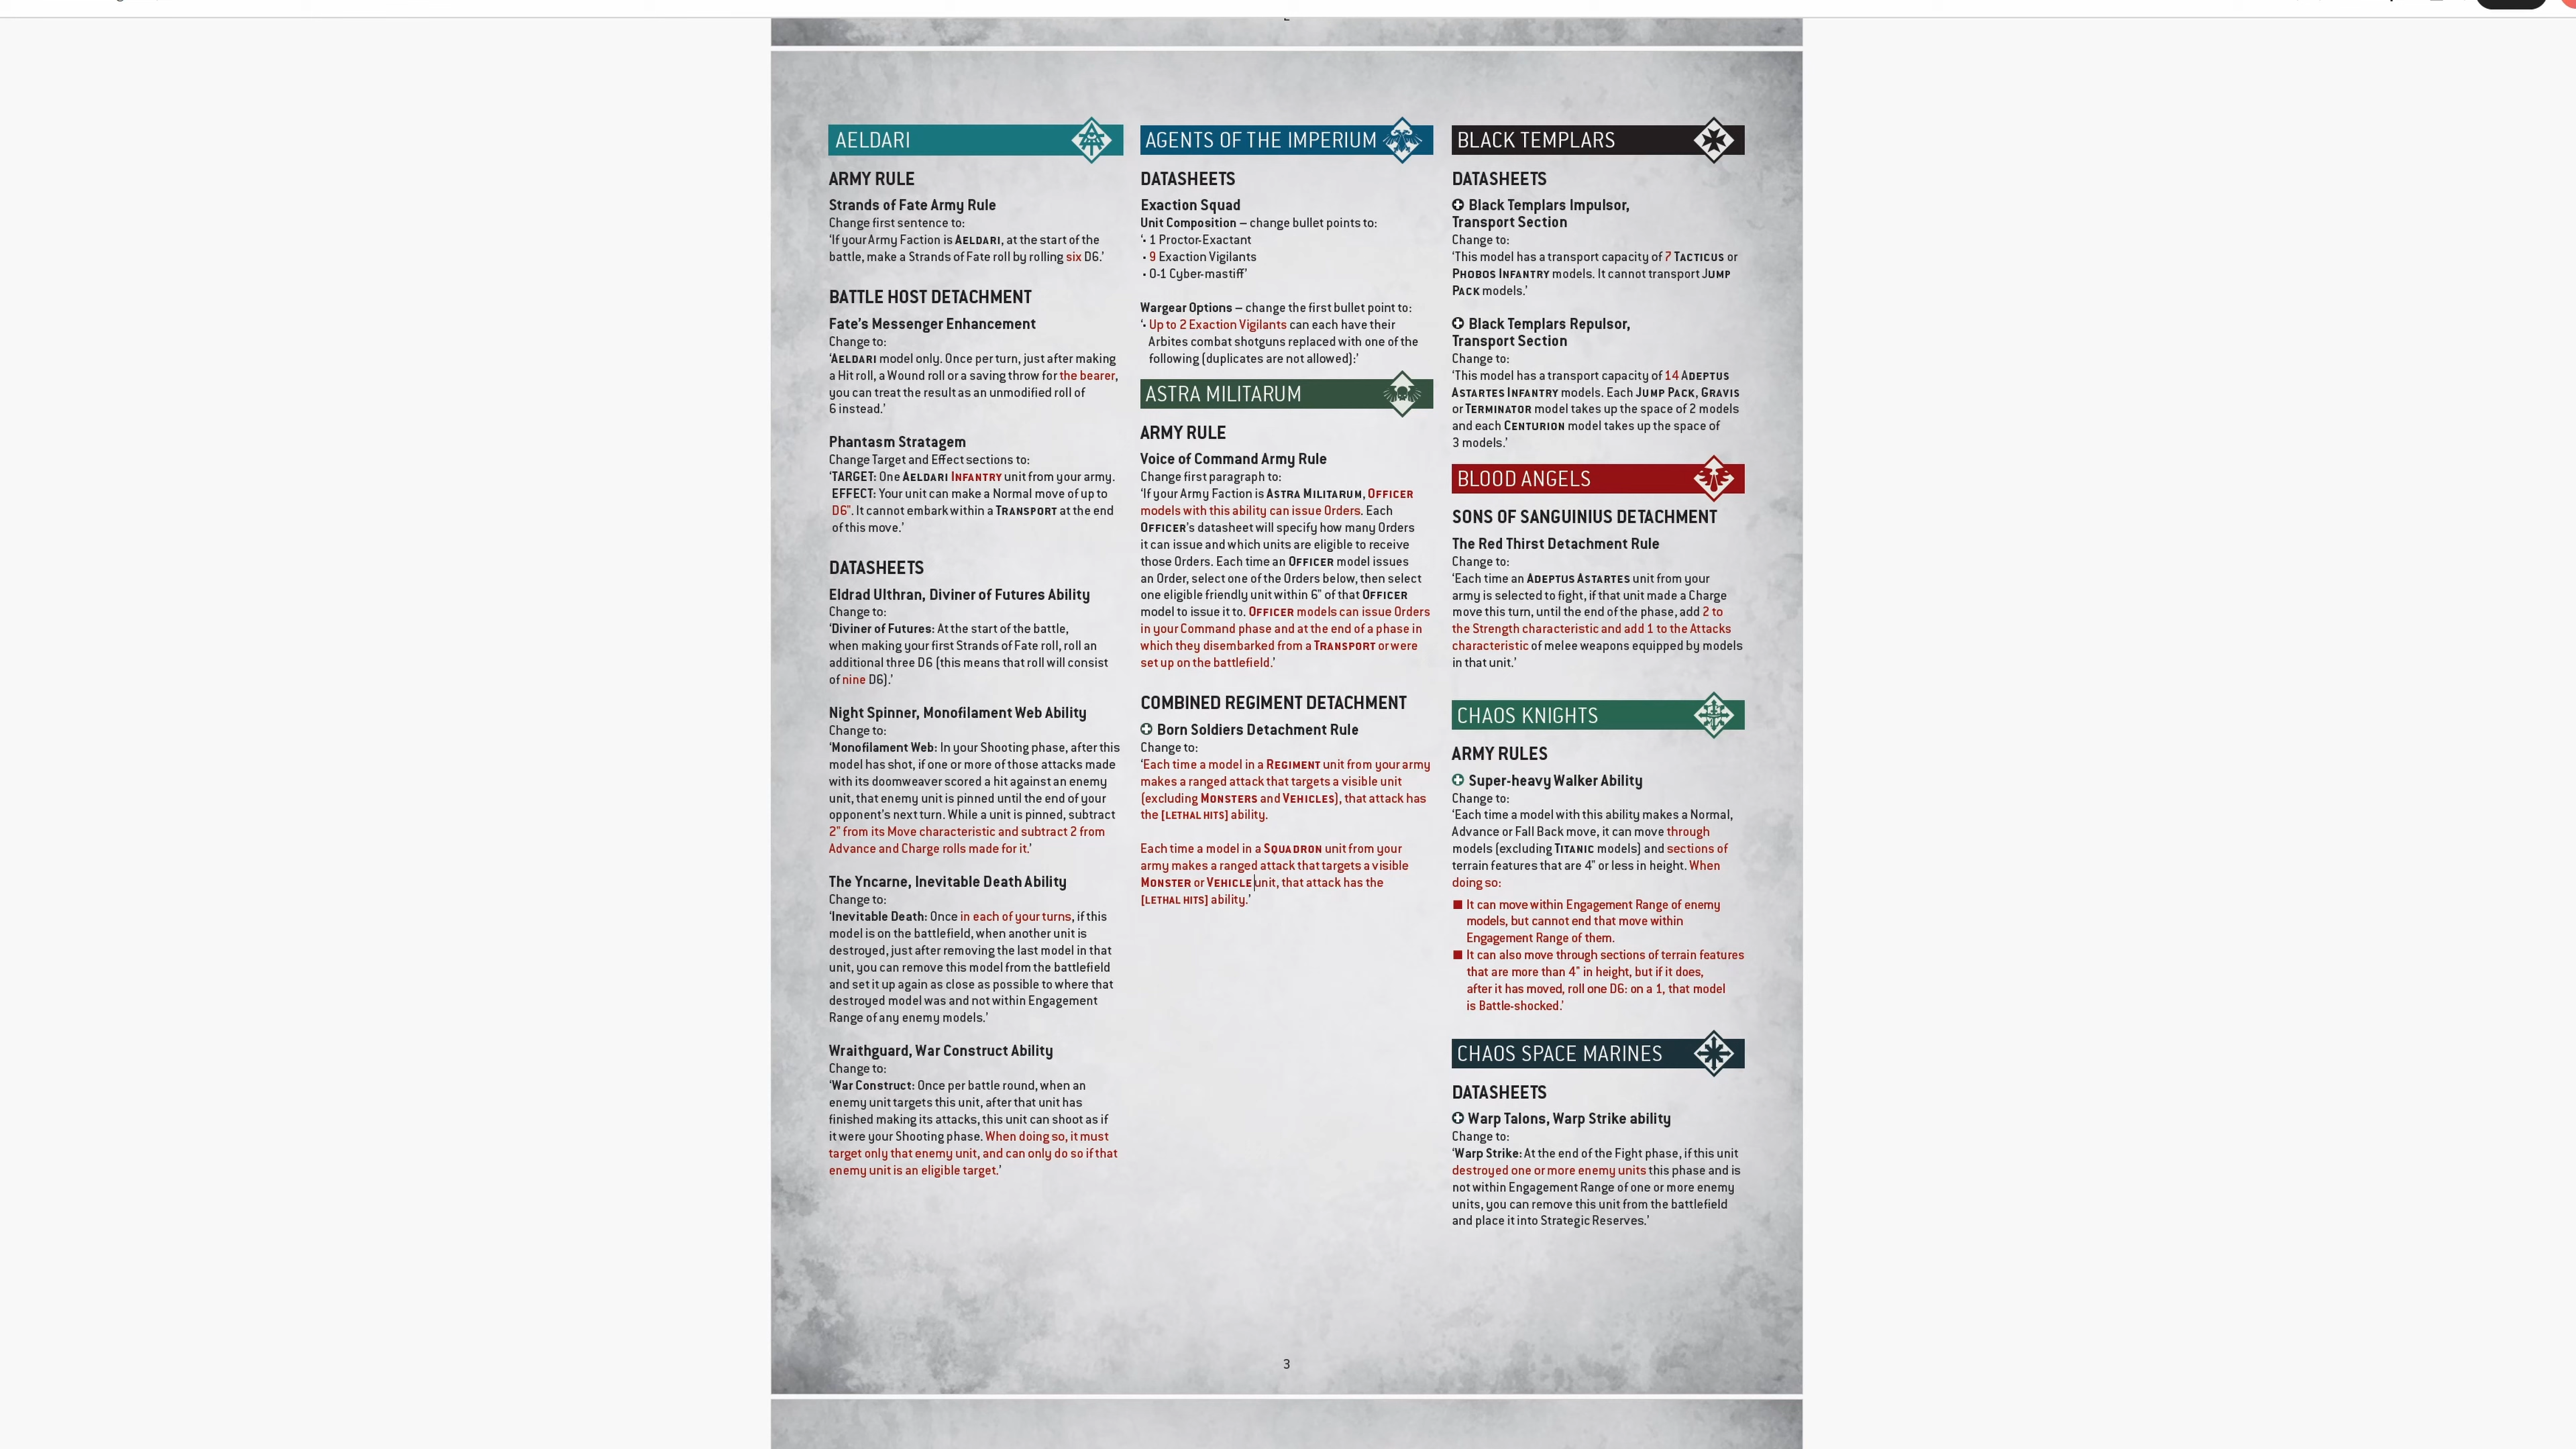 AELDARI
ARMY RULE
Strands of Fate Army Rule
Change first sentence to:
‘If your Army Faction is AELDARI, at the start of the
battle, make a Strands of Fate roll by rolling six D6.’
BATTLE HOST DETACHMENT
Fate’s Messenger Enhancement
Change to:
‘AELDARI model only. Once per turn, just after making
a Hit roll, a Wound roll or a saving throw for the bearer,
you can treat the result as an unmodified roll of
6 instead.’
Phantasm Stratagem
Change Target and Effect sections to:
‘TARGET: One AELDARI INFANTRY unit from your army.
EFFECT: Your unit can make a Normal move of up to
D6". It cannot embark within a TRANSPORT at the end
of this move.’
DATASHEETS
Eldrad Ulthran, Diviner of Futures Ability
Change to:
‘Diviner of Futures: At the start of the battle,
when making your first Strands of Fate roll, roll an
additional three D6 (this means that roll will consist
of nine D6).’
Night Spinner, Monofilament Web Ability
Change to:
‘Monofilament Web: In your Shooting phase, after this
model has shot, if one or more of those attacks made
with its doomweaver scored a hit against an enemy
unit, that enemy unit is pinned until the end of your
opponent’s next turn. While a unit is pinned, subtract
2" from its Move characteristic and subtract 2 from
Advance and Charge rolls made for it.’
The Yncarne, Inevitable Death Ability
Change to:
‘Inevitable Death: Once in each of your turns, if this
model is on the battlefield, when another unit is
destroyed, just after removing the last model in that
unit, you can remove this model from the battlefield
and set it up again as close as possible to where that
destroyed model was and not within Engagement
Range of any enemy models.’
Wraithguard, War Construct Ability
Change to:
‘War Construct: Once per battle round, when an
enemy unit targets this unit, after that unit has
finished making its attacks, this unit can shoot as if
it were your Shooting phase. When doing so, it must
target only that enemy unit, and can only do so if that
enemy unit is an eligible target.’
AGENTS OF THE IMPERIUM
DATASHEETS
Exaction Squad
Unit Composition – change bullet points to:
‘• 1 Proctor-Exactant
• 9 Exaction Vigilants
• 0-1 Cyber-mastiff’
Wargear Options – change the first bullet point to:
‘• Up to 2 Exaction Vigilants can each have their
Arbites combat shotguns replaced with one of the
following (duplicates are not allowed):’
ASTRA MILITARUM
ARMY RULE
Voice of Command Army Rule
Change first paragraph to:
‘If your Army Faction is ASTRA MILITARUM, OFFICER
models with this ability can issue Orders. Each
OFFICER’s datasheet will specify how many Orders
it can issue and which units are eligible to receive
those Orders. Each time an OFFICER model issues
an Order, select one of the Orders below, then select
one eligible friendly unit within 6" of that OFFICER
model to issue it to. OFFICER models can issue Orders
in your Command phase and at the end of a phase in
which they disembarked from a TRANSPORT or were
set up on the battlefield.’
COMBINED REGIMENT DETACHMENT
Born Soldiers Detachment Rule
Change to:
‘Each time a model in a REGIMENT unit from your army
makes a ranged attack that targets a visible unit
(excluding MONSTERS and VEHICLES), that attack has
the [LETHAL HITS] ability.
Each time a model in a SQUADRON unit from your
army makes a ranged attack that targets a visible
MONSTER or VEHICLE unit, that attack has the
[LETHAL HITS] ability.’
BLACK TEMPLARS
DATASHEETS
Black Templars Impulsor,
Transport Section
Change to:
‘This model has a transport capacity of 7 TACTICUS or
PHOBOS INFANTRY models. It cannot transport JUMP
PACK models.’
Black Templars Repulsor,
Transport Section
Change to:
‘This model has a transport capacity of 14 ADEPTUS
ASTARTES INFANTRY models. Each JUMP PACK, GRAVIS
or TERMINATOR model takes up the space of 2 models
and each CENTURION model takes up the space of
3 models.’
BLOOD ANGELS
SONS OF SANGUINIUS DETACHMENT
The Red Thirst Detachment Rule
Change to:
‘Each time an ADEPTUS ASTARTES unit from your
army is selected to fight, if that unit made a Charge
move this turn, until the end of the phase, add 2 to
the Strength characteristic and add 1 to the Attacks
characteristic of melee weapons equipped by models
in that unit.’
CHAOS KNIGHTS
ARMY RULES
Super-heavy Walker Ability
Change to:
‘Each time a model with this ability makes a Normal,
Advance or Fall Back move, it can move through
models (excluding TITANIC models) and sections of
terrain features that are 4" or less in height. When
doing so:
■ It can move within Engagement Range of enemy
models, but cannot end that move within
Engagement Range of them.
■ It can also move through sections of terrain features
that are more than 4" in height, but if it does,
after it has moved, roll one D6: on a 1, that model
is Battle-shocked.’
CHAOS SPACE MARINES
DATASHEETS
Warp Talons, Warp Strike ability
Change to:
‘Warp Strike: At the end of the Fight phase, if this unit
destroyed one or more enemy units this phase and is
not within Engagement Range of one or more enemy
units, you can remove this unit from the battlefield
and place it into Strategic Reserves.’
3